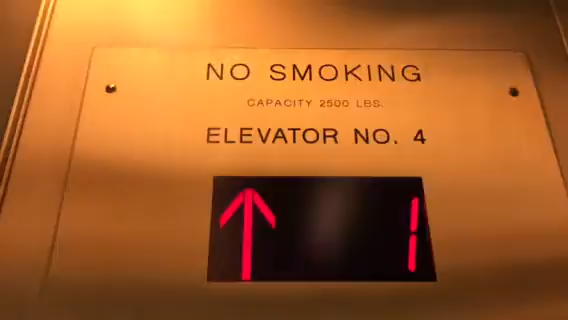 NO SMOKING
CAPACITY 2500 LBS.
ELEVATOR NO. 4
↑ 1